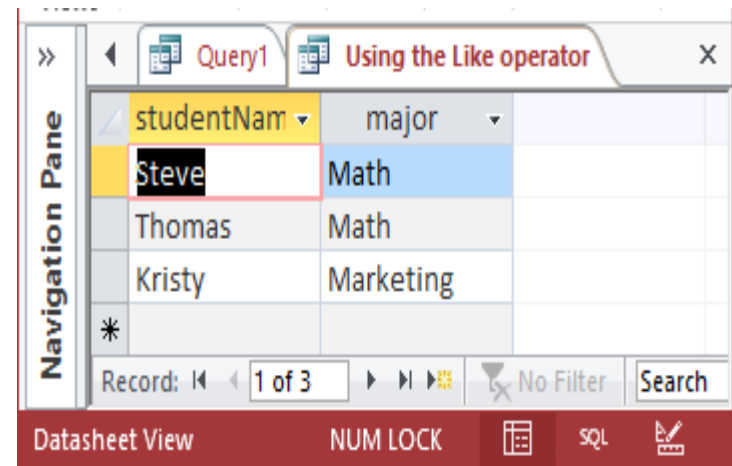 »
Query1 Using the Like operator ×
Navigation Pane
studentNam major
Steve Math
Thomas Math
Kristy Marketing
*
Record: 1 of 3 No Filter Search
Datasheet View NUM LOCK SQL